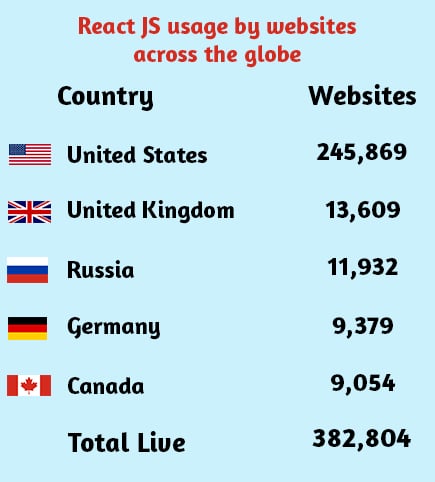 React JS usage by websites
across the globe
Country Websites
United States 245,869
United Kingdom 13,609
Russia 11,932
Germany 9,379
Canada 9,054
Total Live 382,804